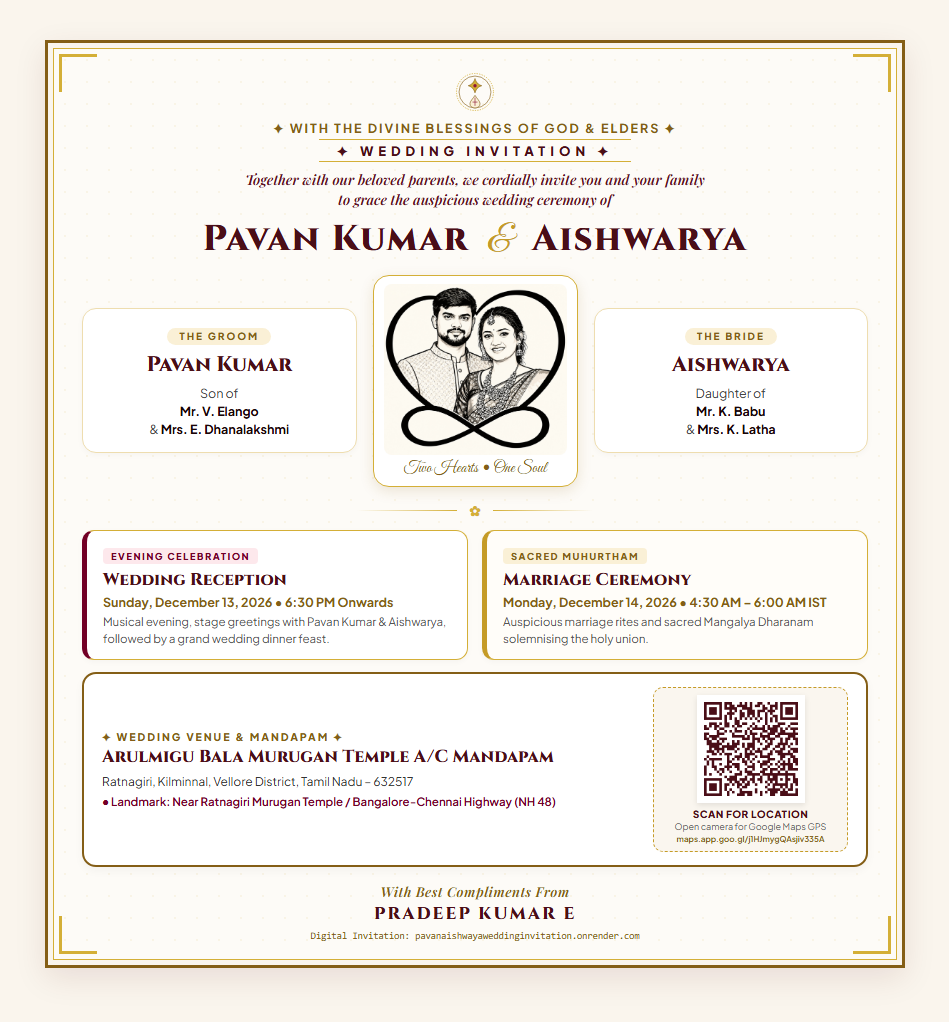 ✦ WITH THE DIVINE BLESSINGS OF GOD & ELDERS ✦
✦ WEDDING INVITATION ✦
Together with our beloved parents, we cordially invite you and your family
to grace the auspicious wedding ceremony of
PAVAN KUMAR & AISHWARYA
THE GROOM
PAVAN KUMAR
Son of
Mr. V. Elango
& Mrs. E. Dhanalakshmi
Two Hearts • One Soul
THE BRIDE
AISHWARYA
Daughter of
Mr. K. Babu
& Mrs. K. Latha
EVENING CELEBRATION
WEDDING RECEPTION
Sunday, December 13, 2026 • 6:30 PM Onwards
Musical evening, stage greetings with Pavan Kumar & Aishwarya,
followed by a grand wedding dinner feast.
SACRED MUHURTHAM
MARRIAGE CEREMONY
Monday, December 14, 2026 • 4:30 AM – 6:00 AM IST
Auspicious marriage rites and sacred Mangalya Dharanam
solemnising the holy union.
✦ WEDDING VENUE & MANDAPAM ✦
ARULMIGU BALA MURUGAN TEMPLE A/C MANDAPAM
Ratnagiri, Kilminnal, Vellore District, Tamil Nadu – 632517
• Landmark: Near Ratnagiri Murugan Temple / Bangalore-Chennai Highway (NH 48)
SCAN FOR LOCATION
Open camera for Google Maps GPS
maps.app.goo.gl/j1HJmygQAsjiv335A
With Best Compliments From
PRADEEP KUMAR E
Digital Invitation: pavanaishwayaweddinginvitation.onrender.com